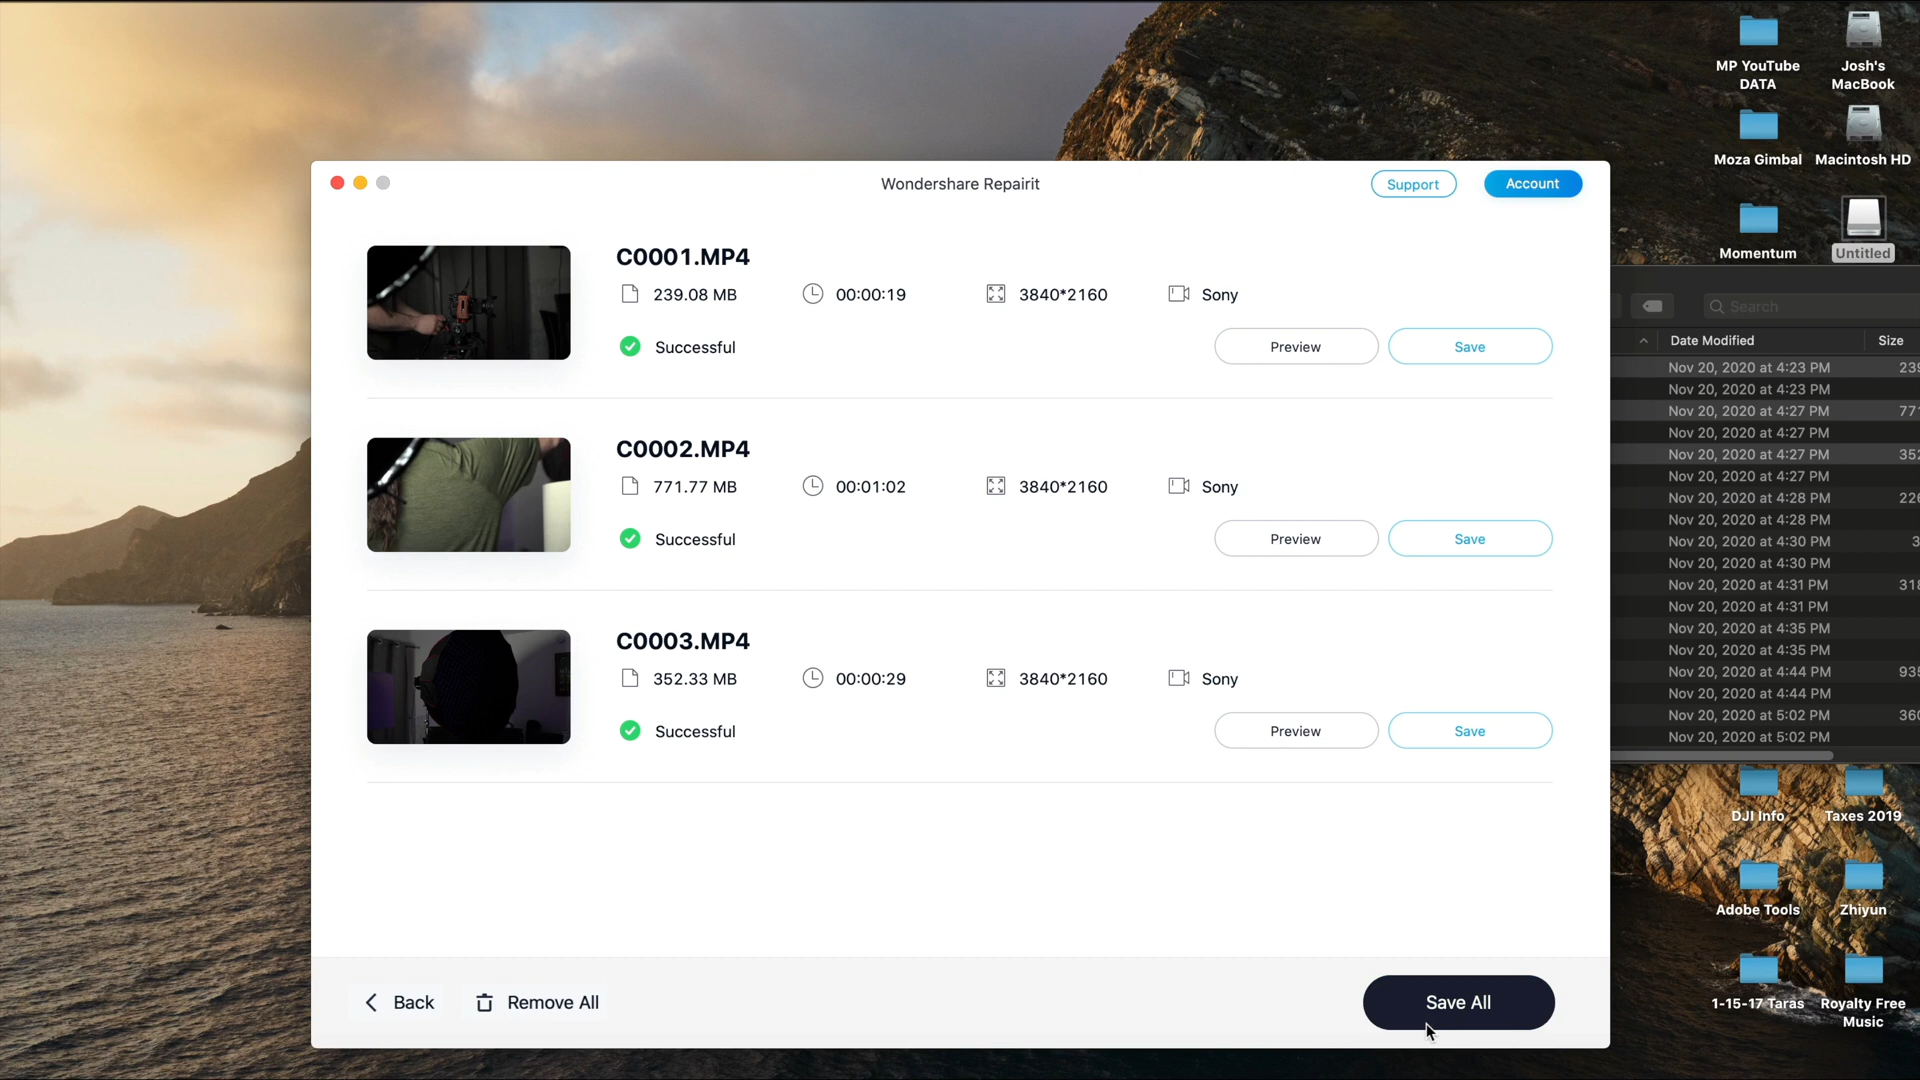 Wondershare Repairit
Support
Account
C0001.MP4
239.08 MB
00:00:19
3840*2160
Sony
Successful
Preview
Save
C0002.MP4
771.77 MB
00:01:02
3840*2160
Sony
Successful
Preview
Save
C0003.MP4
352.33 MB
00:00:29
3840*2160
Sony
Successful
Preview
Save
Back
Remove All
Save All
MP YouTube
DATA
Josh's
MacBook
Moza Gimbal
Macintosh HD
Momentum
Untitled
Search
Date Modified
Size
Nov 20, 2020 at 4:23 PM
Nov 20, 2020 at 4:23 PM
Nov 20, 2020 at 4:27 PM
Nov 20, 2020 at 4:27 PM
Nov 20, 2020 at 4:27 PM
Nov 20, 2020 at 4:27 PM
Nov 20, 2020 at 4:28 PM
Nov 20, 2020 at 4:28 PM
Nov 20, 2020 at 4:30 PM
Nov 20, 2020 at 4:30 PM
Nov 20, 2020 at 4:31 PM
Nov 20, 2020 at 4:31 PM
Nov 20, 2020 at 4:35 PM
Nov 20, 2020 at 4:35 PM
Nov 20, 2020 at 4:44 PM
Nov 20, 2020 at 4:44 PM
Nov 20, 2020 at 5:02 PM
Nov 20, 2020 at 5:02 PM
DJI Info
Taxes 2019
Adobe Tools
Zhiyun
1-15-17 Taras
Royalty Free
Music